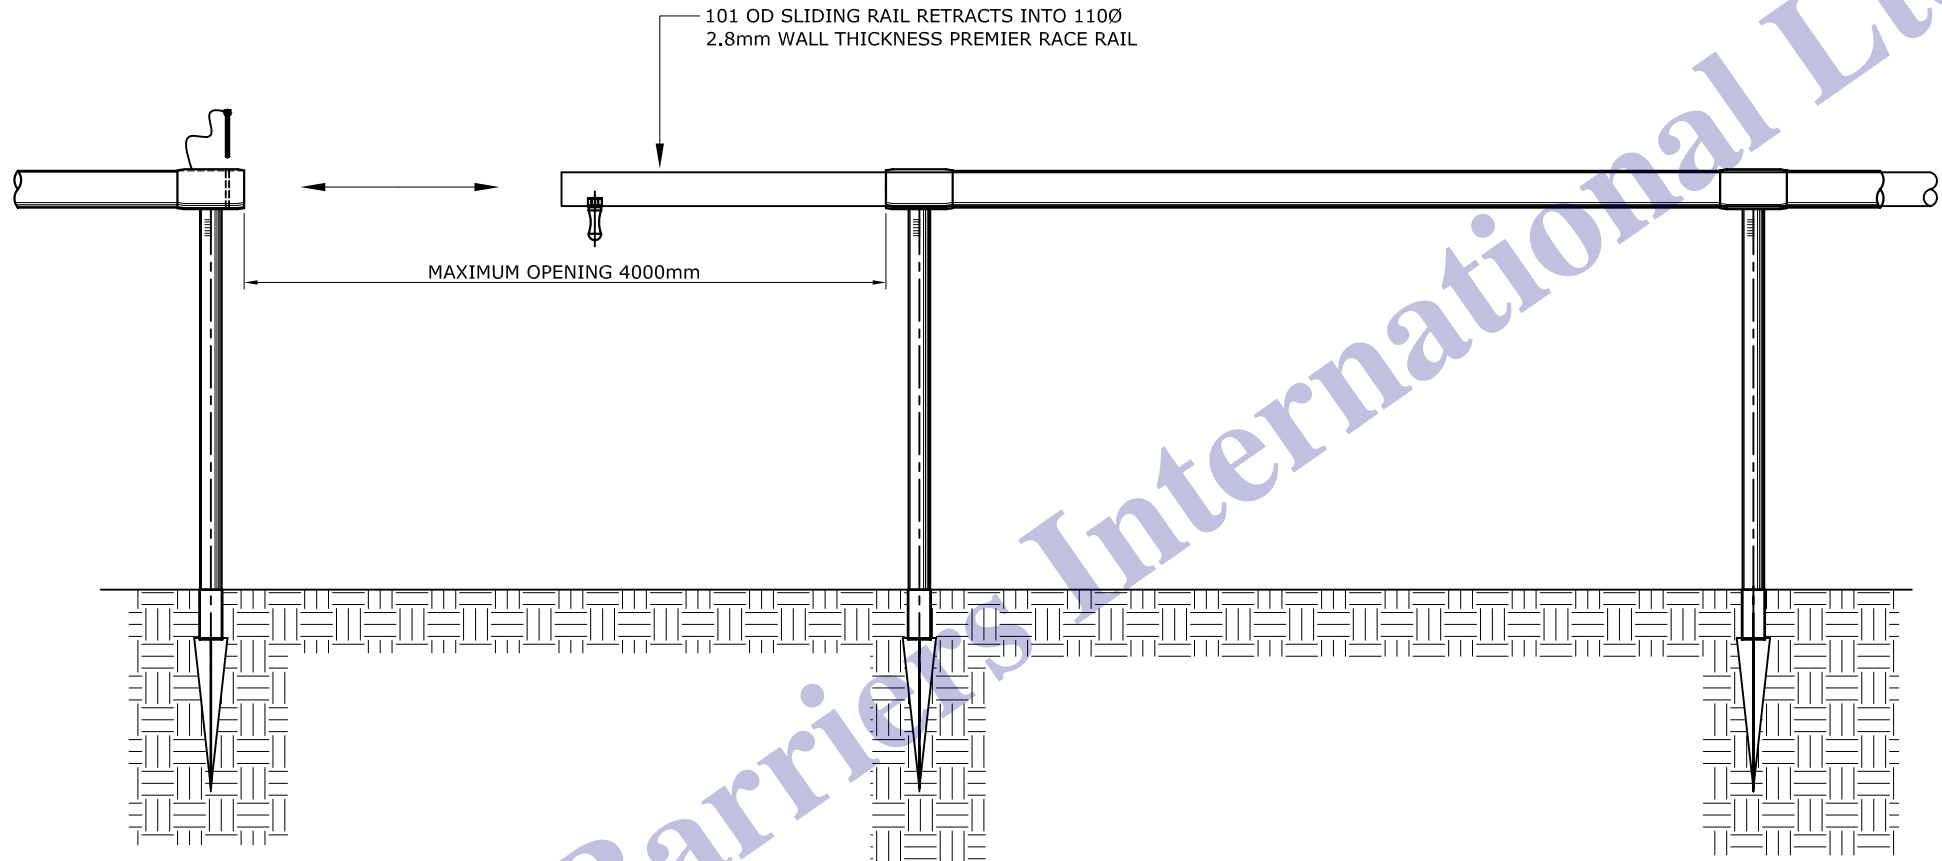 101 OD SLIDING RAIL RETRACTS INTO 110Ø
2.8mm WALL THICKNESS PREMIER RACE RAIL
MAXIMUM OPENING 4000mm
Barriers International